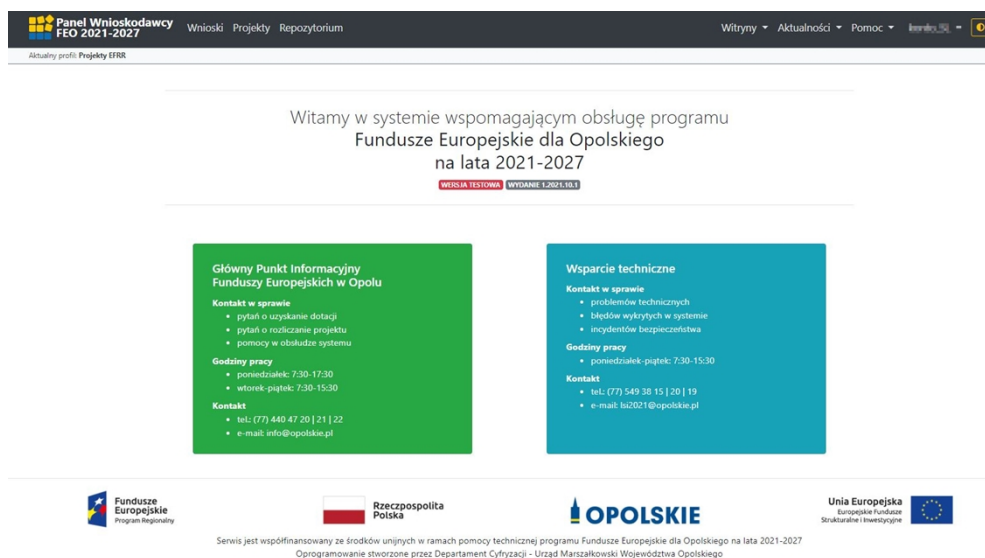 Panel Wnioskodawcy
FEO 2021-2027
Wnioski Projekty Repozytorium
Witryny Aktualności Pomoc
Aktualny profil: Projekty EFRR
Witamy w systemie wspomagającym obsługę programu
Fundusze Europejskie dla Opolskiego
na lata 2021-2027
WERSJA TESTOWA WYDANIE 1.2021.10.1
Główny Punkt Informacyjny
Funduszy Europejskich w Opolu
Kontakt w sprawie
pytań o uzyskanie dotacji
pytań o rozliczanie projektu
pomocy w obsłudze systemu
Godziny pracy
poniedziałek: 7:30-17:30
wtorek-piątek: 7:30-15:30
Kontakt
tel.: (77) 440 47 20 | 21 | 22
e-mail: info@opolskie.pl
Wsparcie techniczne
Kontakt w sprawie
problemów technicznych
błędów wykrytych w systemie
incydentów bezpieczeństwa
Godziny pracy
poniedziałek-piątek: 7:30-15:30
Kontakt
tel.: (77) 549 38 15 | 20 | 19
e-mail: lsi2021@opolskie.pl
Fundusze
Europejskie
Program Regionalny
Rzeczpospolita
Polska
OPOLSKIE
Unia Europejska
Europejskie Fundusze
Strukturalne i Inwestycyjne
Serwis jest współfinansowany ze środków unijnych w ramach pomocy technicznej programu Fundusze Europejskie dla Opolskiego na lata 2021-2027
Oprogramowanie stworzone przez Departament Cyfryzacji - Urząd Marszałkowski Województwa Opolskiego